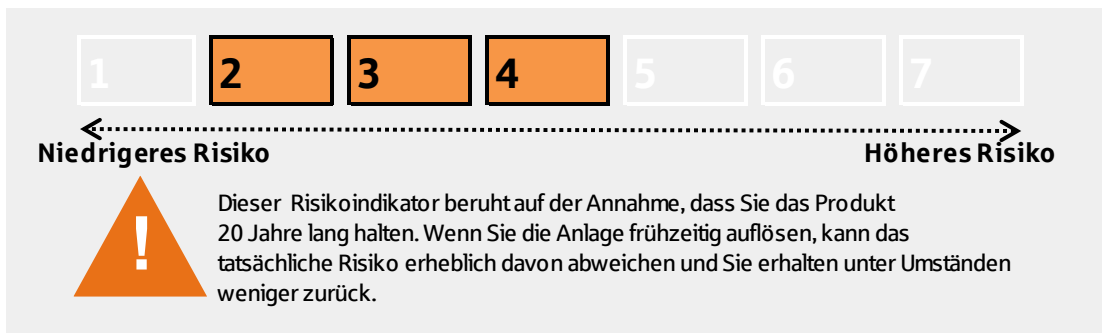 1 2 3 4 5 6 7
Niedrigeres Risiko Höheres Risiko
!
Dieser Risikoindikator beruht auf der Annahme, dass Sie das Produkt
20 Jahre lang halten. Wenn Sie die Anlage frühzeitig auflösen, kann das
tatsächliche Risiko erheblich davon abweichen und Sie erhalten unter Umständen
weniger zurück.